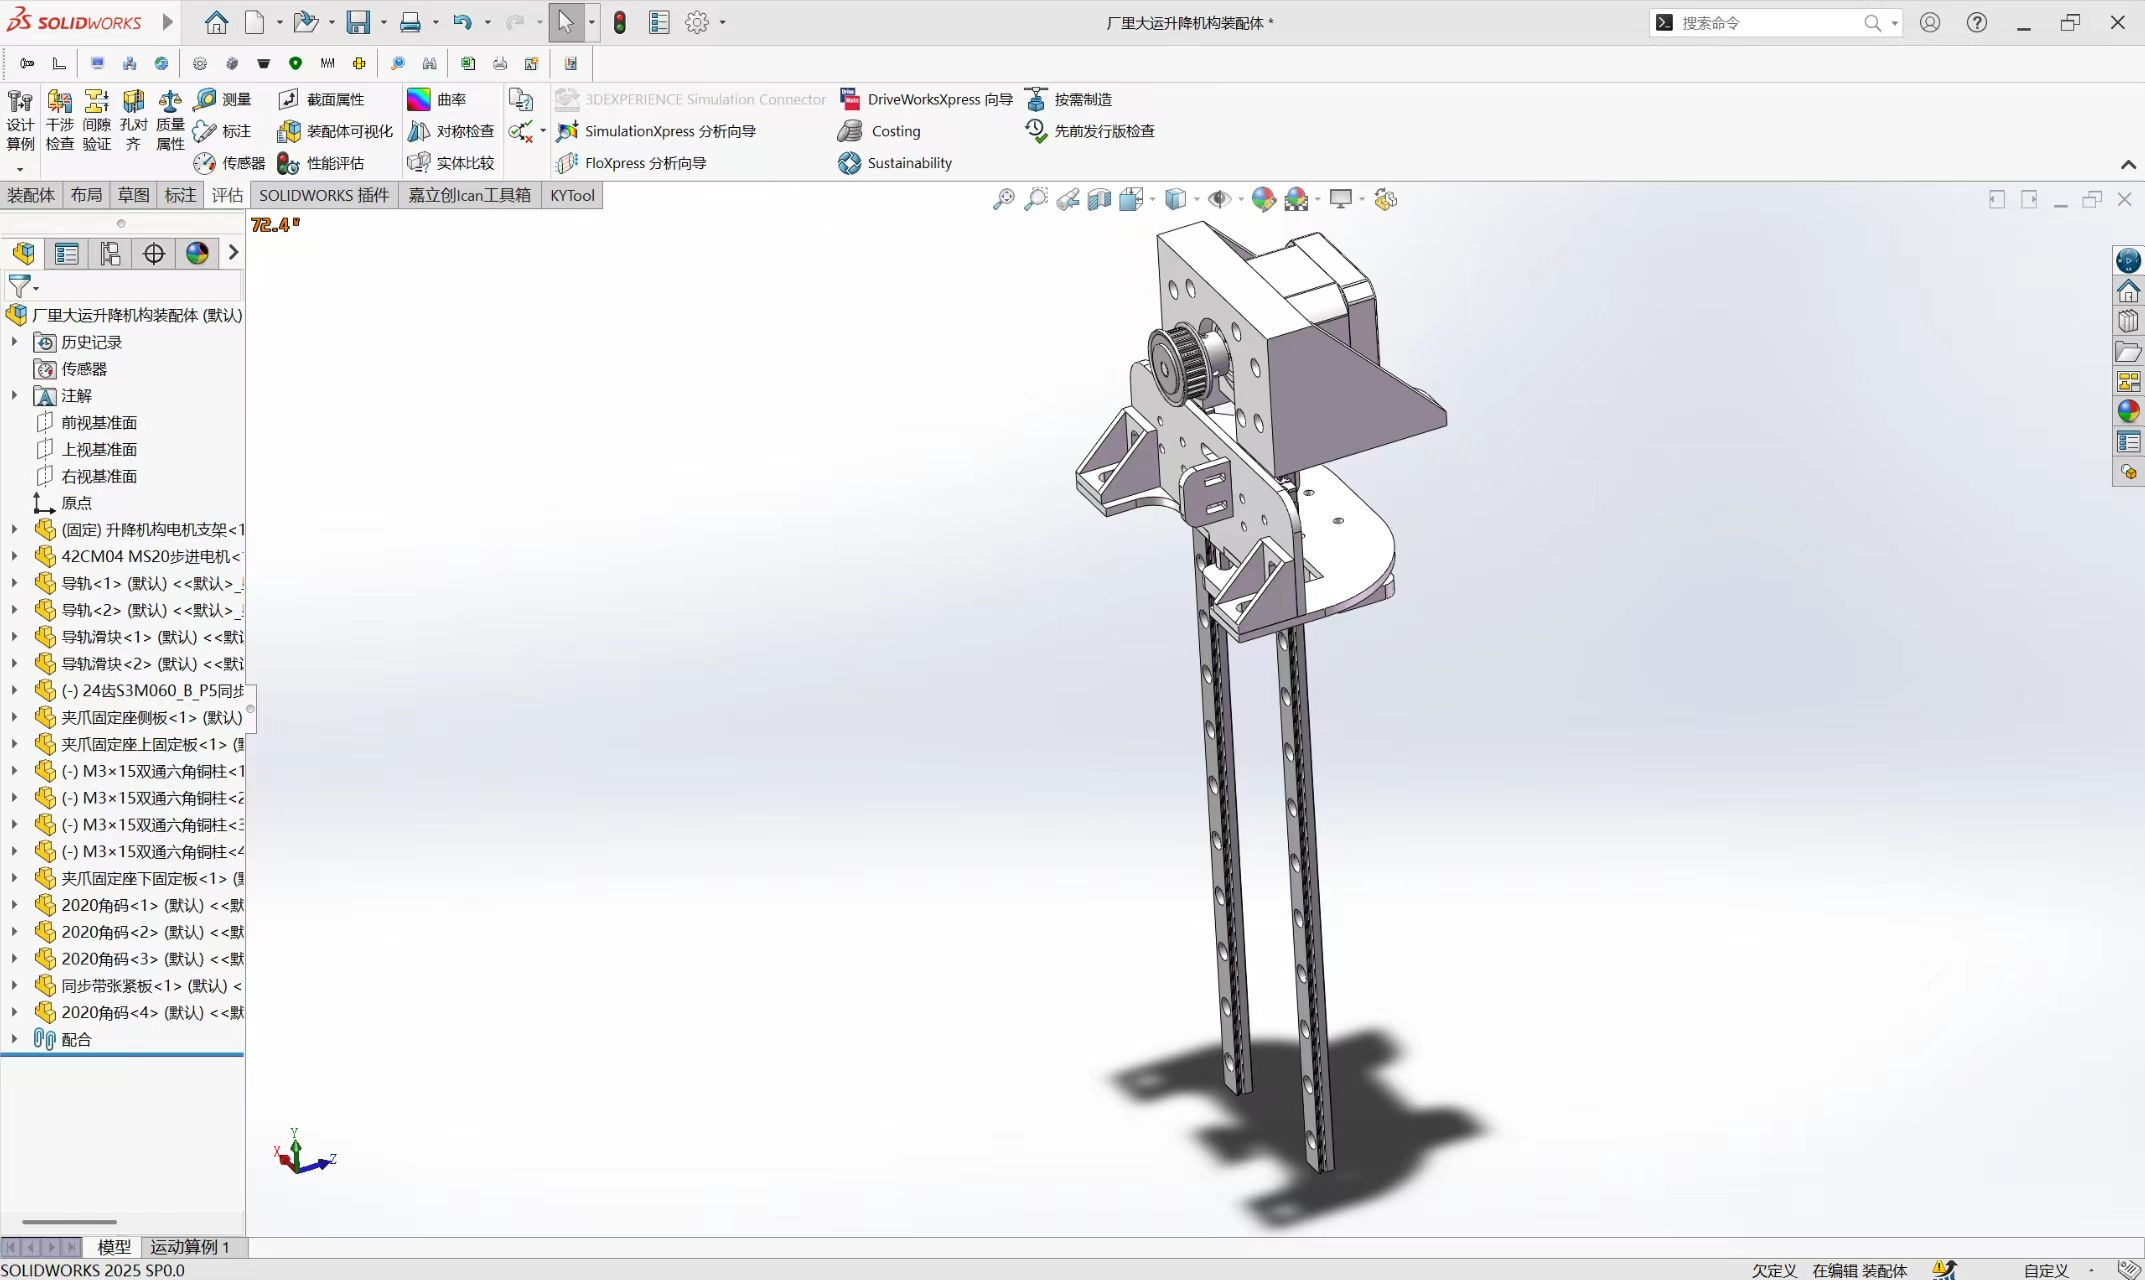 SOLIDWORKS
厂里大运升降机构装配体 *
搜索命令
设计算例
干涉检查
间隙验证
孔对齐
质量属性
测量
标注
传感器
截面属性
装配体可视化
性能评估
曲率
对称检查
实体比较
3DEXPERIENCE Simulation Connector
SimulationXpress 分析向导
FloXpress 分析向导
DriveWorksXpress 向导
Costing
Sustainability
按需制造
先前发行版检查
装配体
布局
草图
标注
评估
SOLIDWORKS 插件
嘉立创Ican工具箱
KYTool
72.4°
厂里大运升降机构装配体 (默认)
历史记录
传感器
注解
前视基准面
上视基准面
右视基准面
原点
(固定) 升降机构电机支架<1
42CM04 MS20步进电机<
导轨<1> (默认) <<默认>_
导轨<2> (默认) <<默认>_
导轨滑块<1> (默认) <<默
导轨滑块<2> (默认) <<默
(-) 24齿S3M060_B_P5同步
夹爪固定座侧板<1> (默认)
夹爪固定座上固定板<1> (
(-) M3×15双通六角铜柱<1
(-) M3×15双通六角铜柱<2
(-) M3×15双通六角铜柱<3
(-) M3×15双通六角铜柱<4
夹爪固定座下固定板<1> (
2020角码<1> (默认) <<默
2020角码<2> (默认) <<默
2020角码<3> (默认) <<默
同步带张紧板<1> (默认) <
2020角码<4> (默认) <<默
配合
Y
X
Z
模型
运动算例 1
SOLIDWORKS 2025 SP0.0
欠定义
在编辑 装配体
自定义